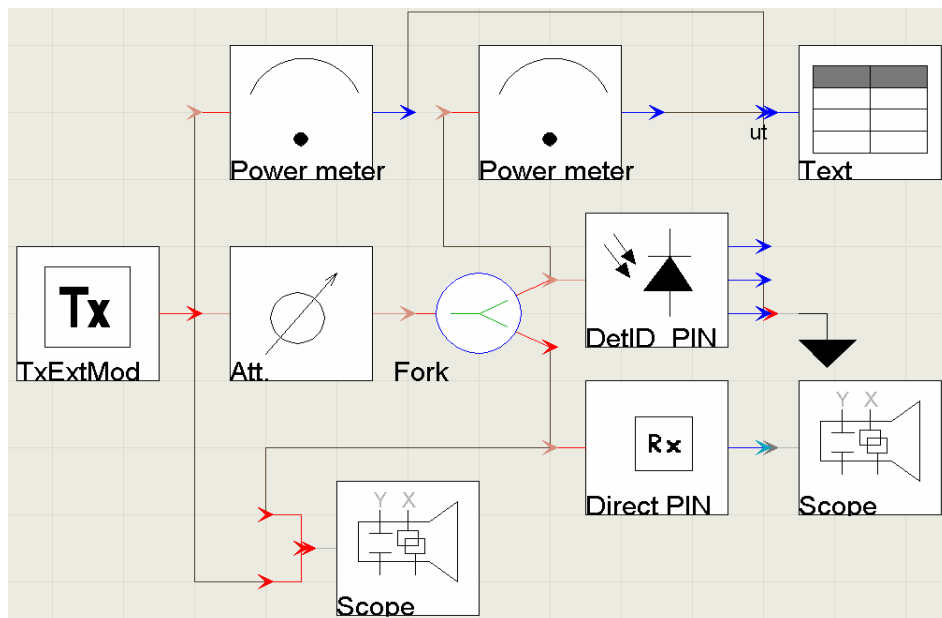 ut
Power meter
Power meter
Text
Tx
TxExtMod
Att.
Fork
DetID PIN
Rx
Direct PIN
Y X
Scope
Y X
Scope